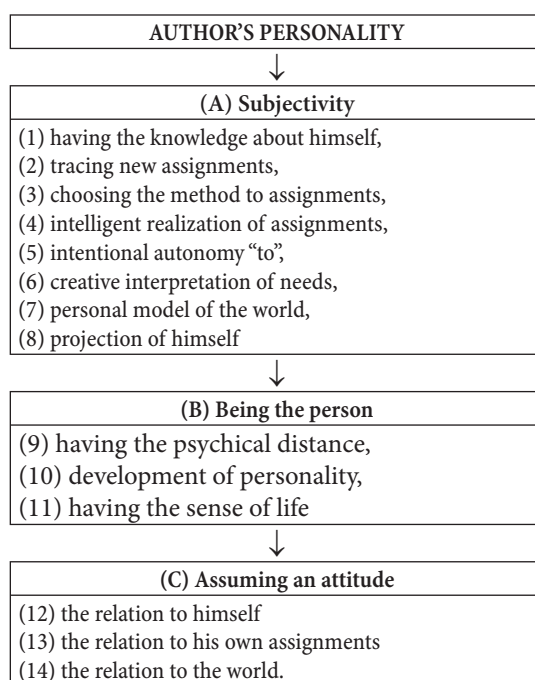 AUTHOR’S PERSONALITY
(A) Subjectivity
(1) having the knowledge about himself,
(2) tracing new assignments,
(3) choosing the method to assignments,
(4) intelligent realization of assignments,
(5) intentional autonomy “to”,
(6) creative interpretation of needs,
(7) personal model of the world,
(8) projection of himself
(B) Being the person
(9) having the psychical distance,
(10) development of personality,
(11) having the sense of life
(C) Assuming an attitude
(12) the relation to himself
(13) the relation to his own assignments
(14) the relation to the world.